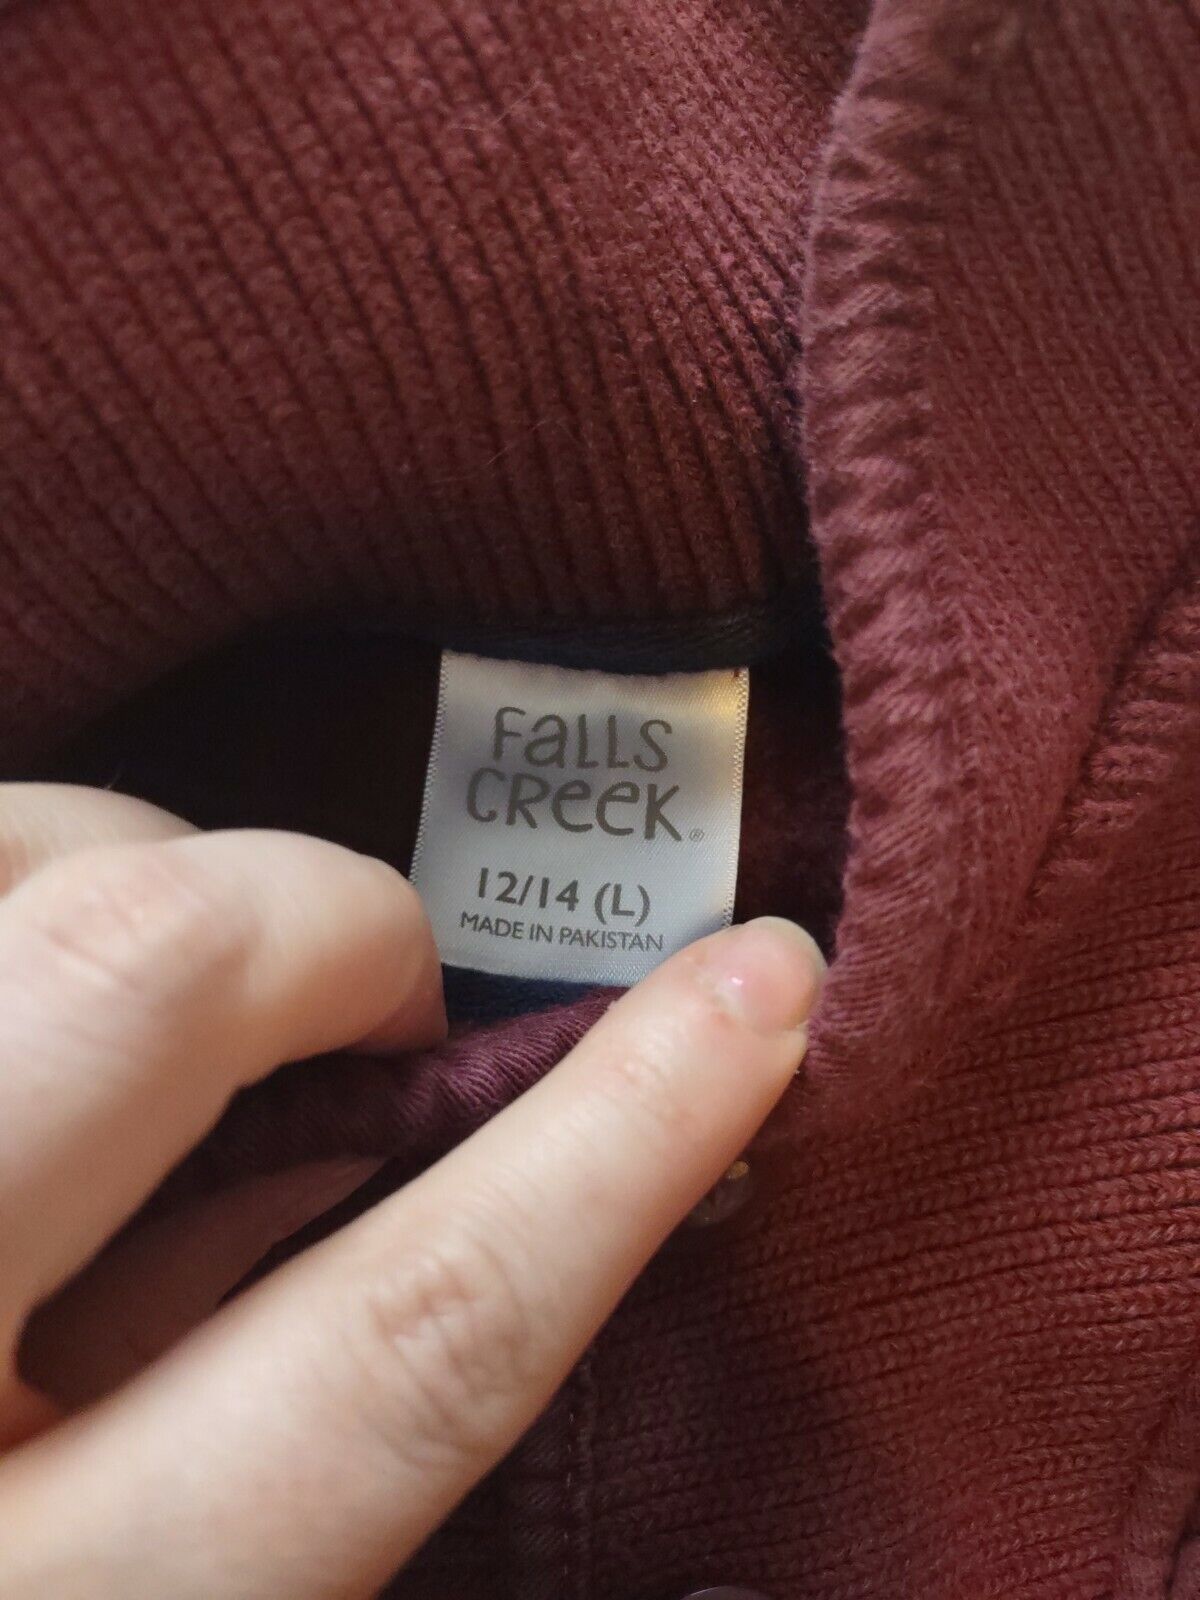 Falls
Creek®
12/14 (L)
MADE IN PAKISTAN